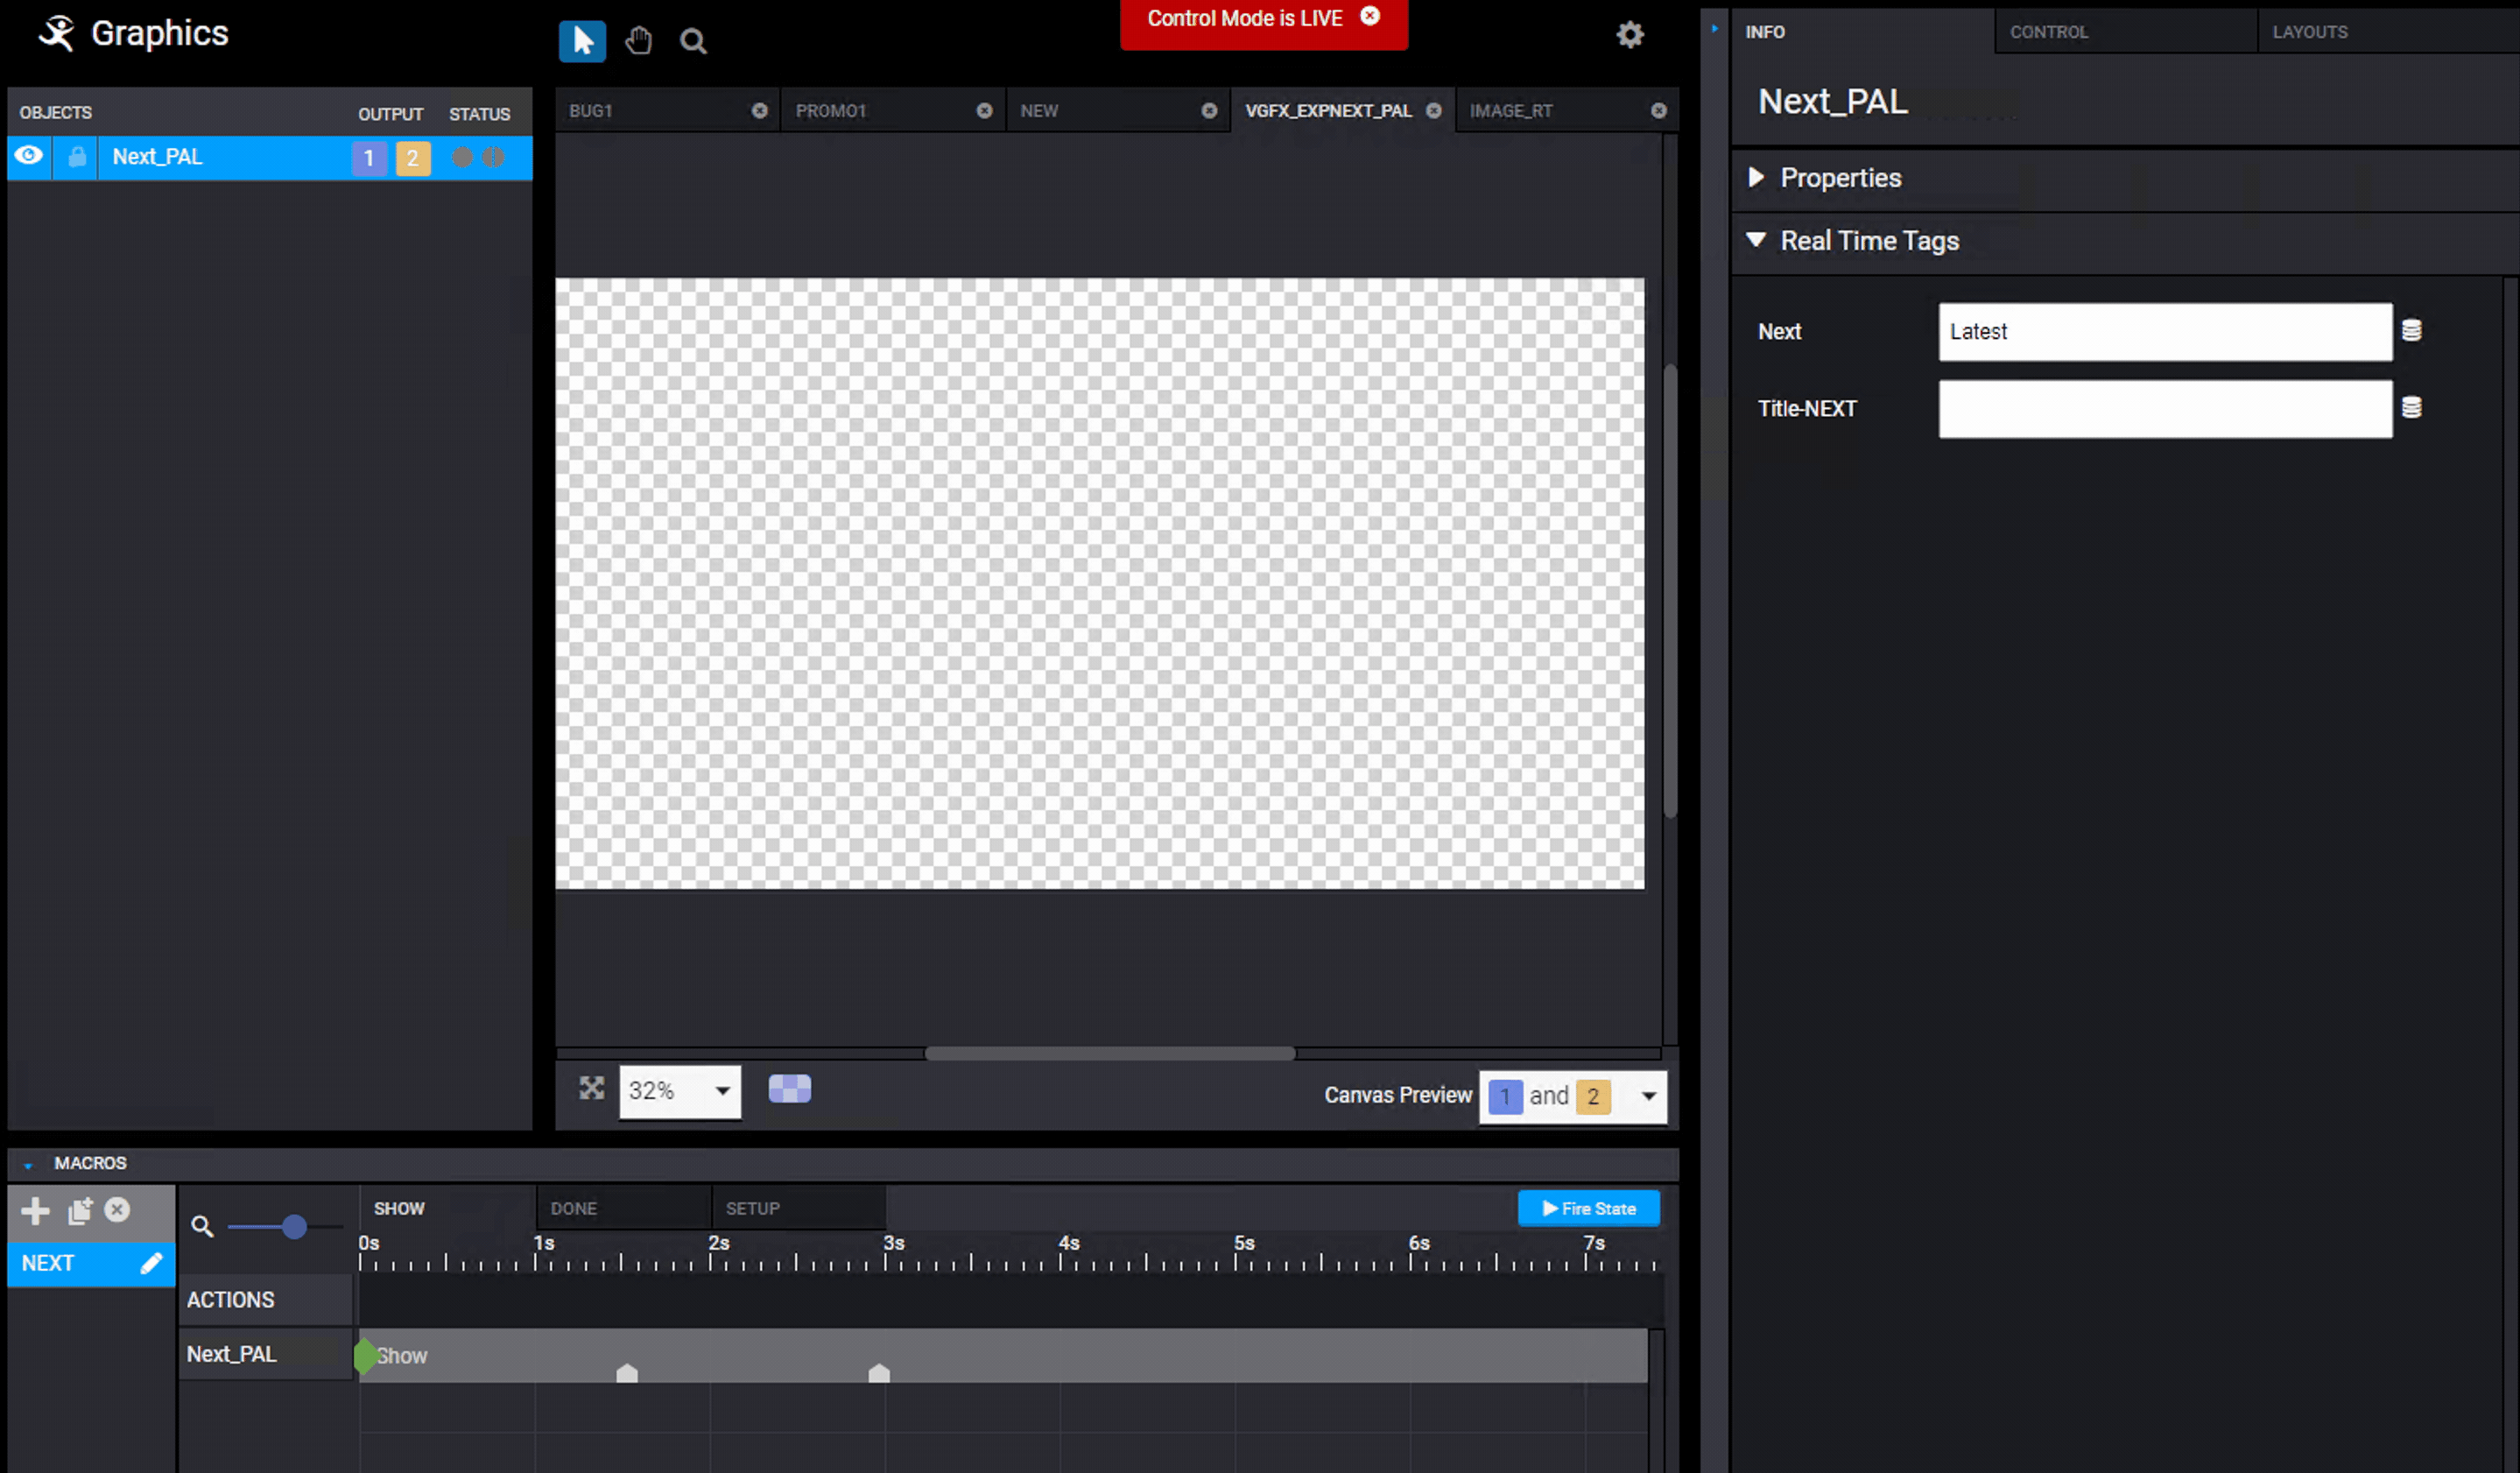 Graphics
Control Mode is LIVE
OBJECTS OUTPUT STATUS
Next_PAL 1 2
BUG1 PROMO1 NEW VGFX_EXPNEXT_PAL IMAGE_RT
32%
Canvas Preview 1 and 2
INFO CONTROL LAYOUTS
Next_PAL
Properties
Real Time Tags
Next Latest
Title-NEXT
MACROS
SHOW DONE SETUP Fire State
0s 1s 2s 3s 4s 5s 6s 7s
NEXT
ACTIONS
Next_PAL Show